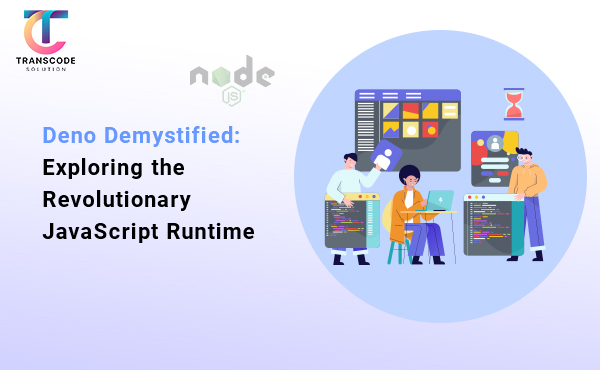 TRANSCODE
SOLUTION
node
JS
Deno Demystified:
Exploring the
Revolutionary
JavaScript Runtime